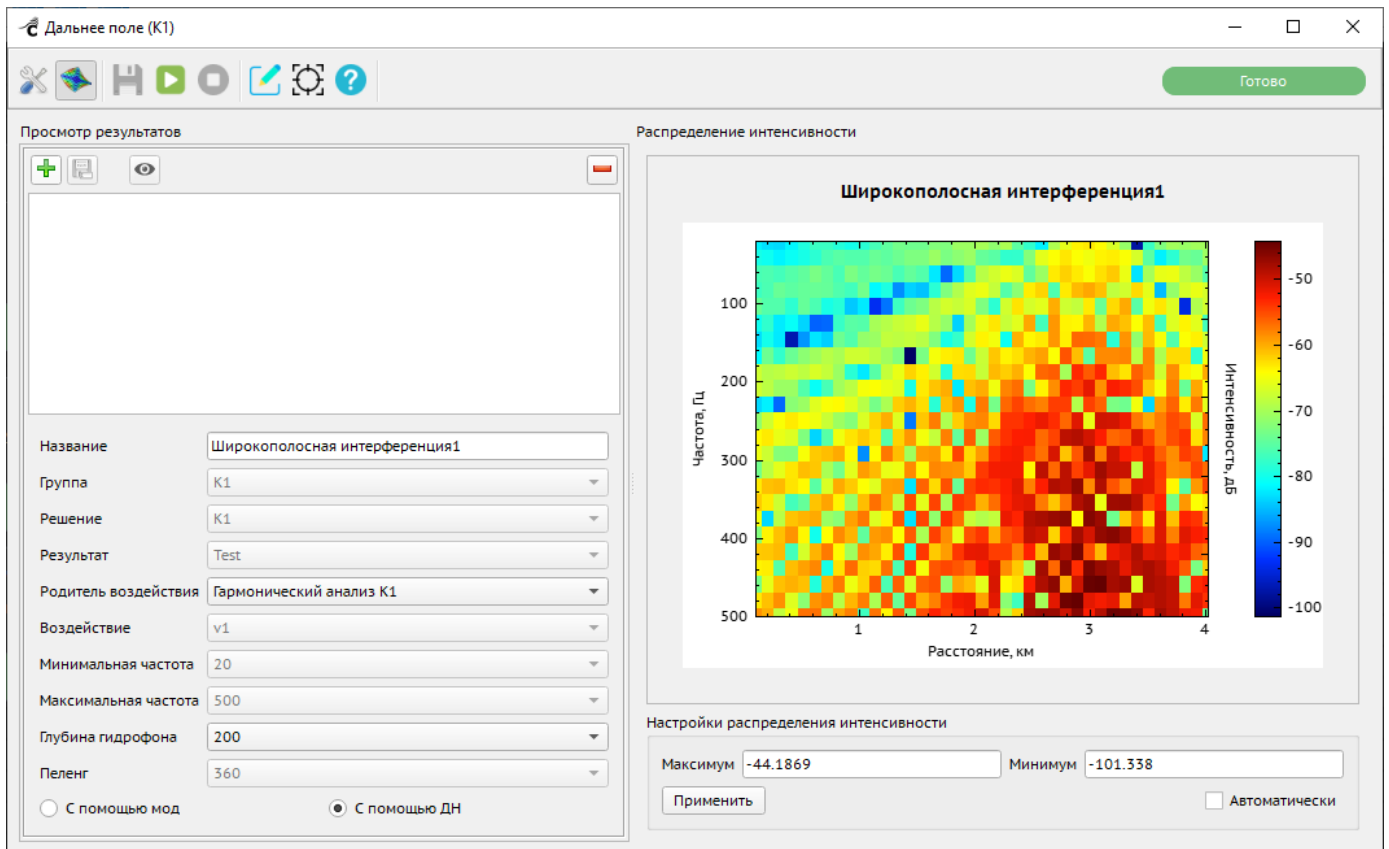 Дальнее поле (К1)
Готово
Просмотр результатов
Название Широкополосная интерференция1
Группа К1
Решение К1
Результат Test
Родитель воздействия Гармонический анализ К1
Воздействие v1
Минимальная частота 20
Максимальная частота 500
Глубина гидрофона 200
Пеленг 360
С помощью мод С помощью ДН
Распределение интенсивности
Широкополосная интерференция1
Частота, Гц
100
200
300
400
500
1 2 3 4
Расстояние, км
Интенсивность, дБ
-50
-60
-70
-80
-90
-100
Настройки распределения интенсивности
Максимум -44.1869 Минимум -101.338
Применить Автоматически